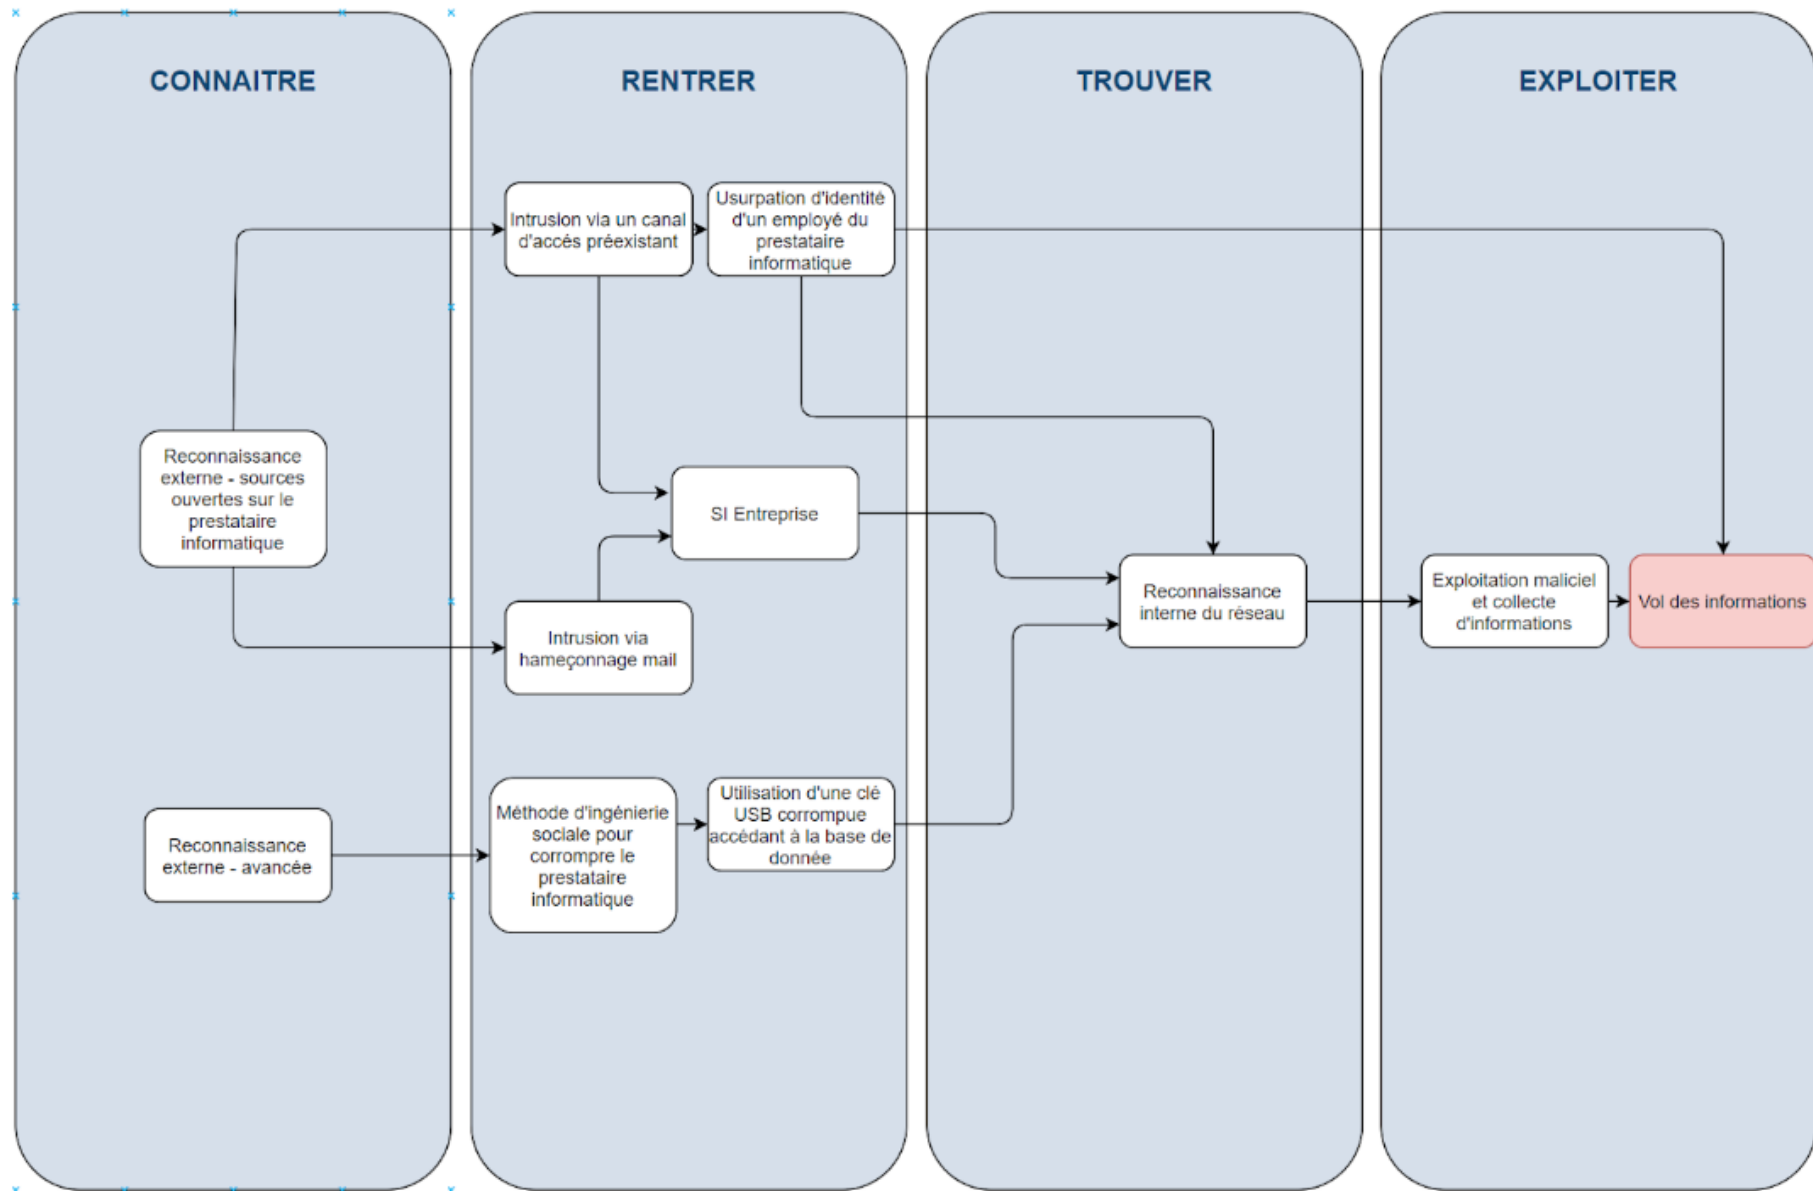 CONNAITRE
RENTRER
TROUVER
EXPLOITER
Intrusion via un canal
d'accés préexistant
Usurpation d'identité
d'un employé du
prestataire
informatique
Reconnaissance
externe - sources
ouvertes sur le
prestataire
informatique
SI Entreprise
Intrusion via
hameçonnage mail
Reconnaissance
interne du réseau
Exploitation maliciel
et collecte
d'informations
Vol des informations
Reconnaissance
externe - avancée
Méthode d'ingénierie
sociale pour
corrompre le
prestataire
informatique
Utilisation d'une clé
USB corrompue
accédant à la base de
donnée